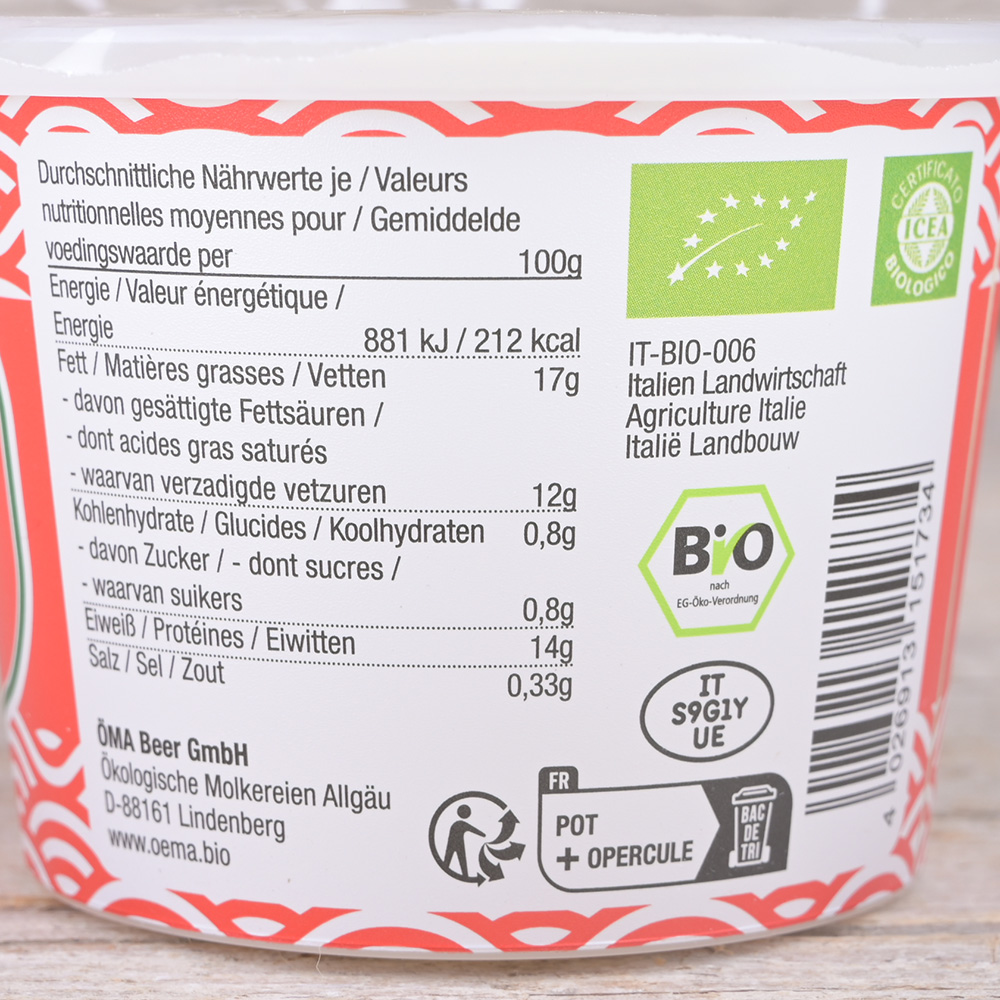 Durchschnittliche Nährwerte je / Valeurs
nutritionnelles moyennes pour / Gemiddelde
voedingswaarde per 100g
Energie / Valeur énergétique /
Energie 881 kJ / 212 kcal
Fett / Matières grasses / Vetten 17g
- davon gesättigte Fettsäuren /
- dont acides gras saturés
- waarvan verzadigde vetzuren 12g
Kohlenhydrate / Glucides / Koolhydraten 0,8g
- davon Zucker / - dont sucres /
- waarvan suikers 0,8g
Eiweiß / Protéines / Eiwitten 14g
Salz / Sel / Zout 0,33g
ÖMA Beer GmbH
Ökologische Molkereien Allgäu
D-88161 Lindenberg
www.oema.bio
CERTIFICATO
ICEA
BIOLOGICO
IT-BIO-006
Italien Landwirtschaft
Agriculture Italie
Italië Landbouw
BiO
nach
EG-Öko-Verordnung
IT
S9G1Y
UE
4 026913 151734
FR
POT
+ OPERCULE
BAC
DE
TRI